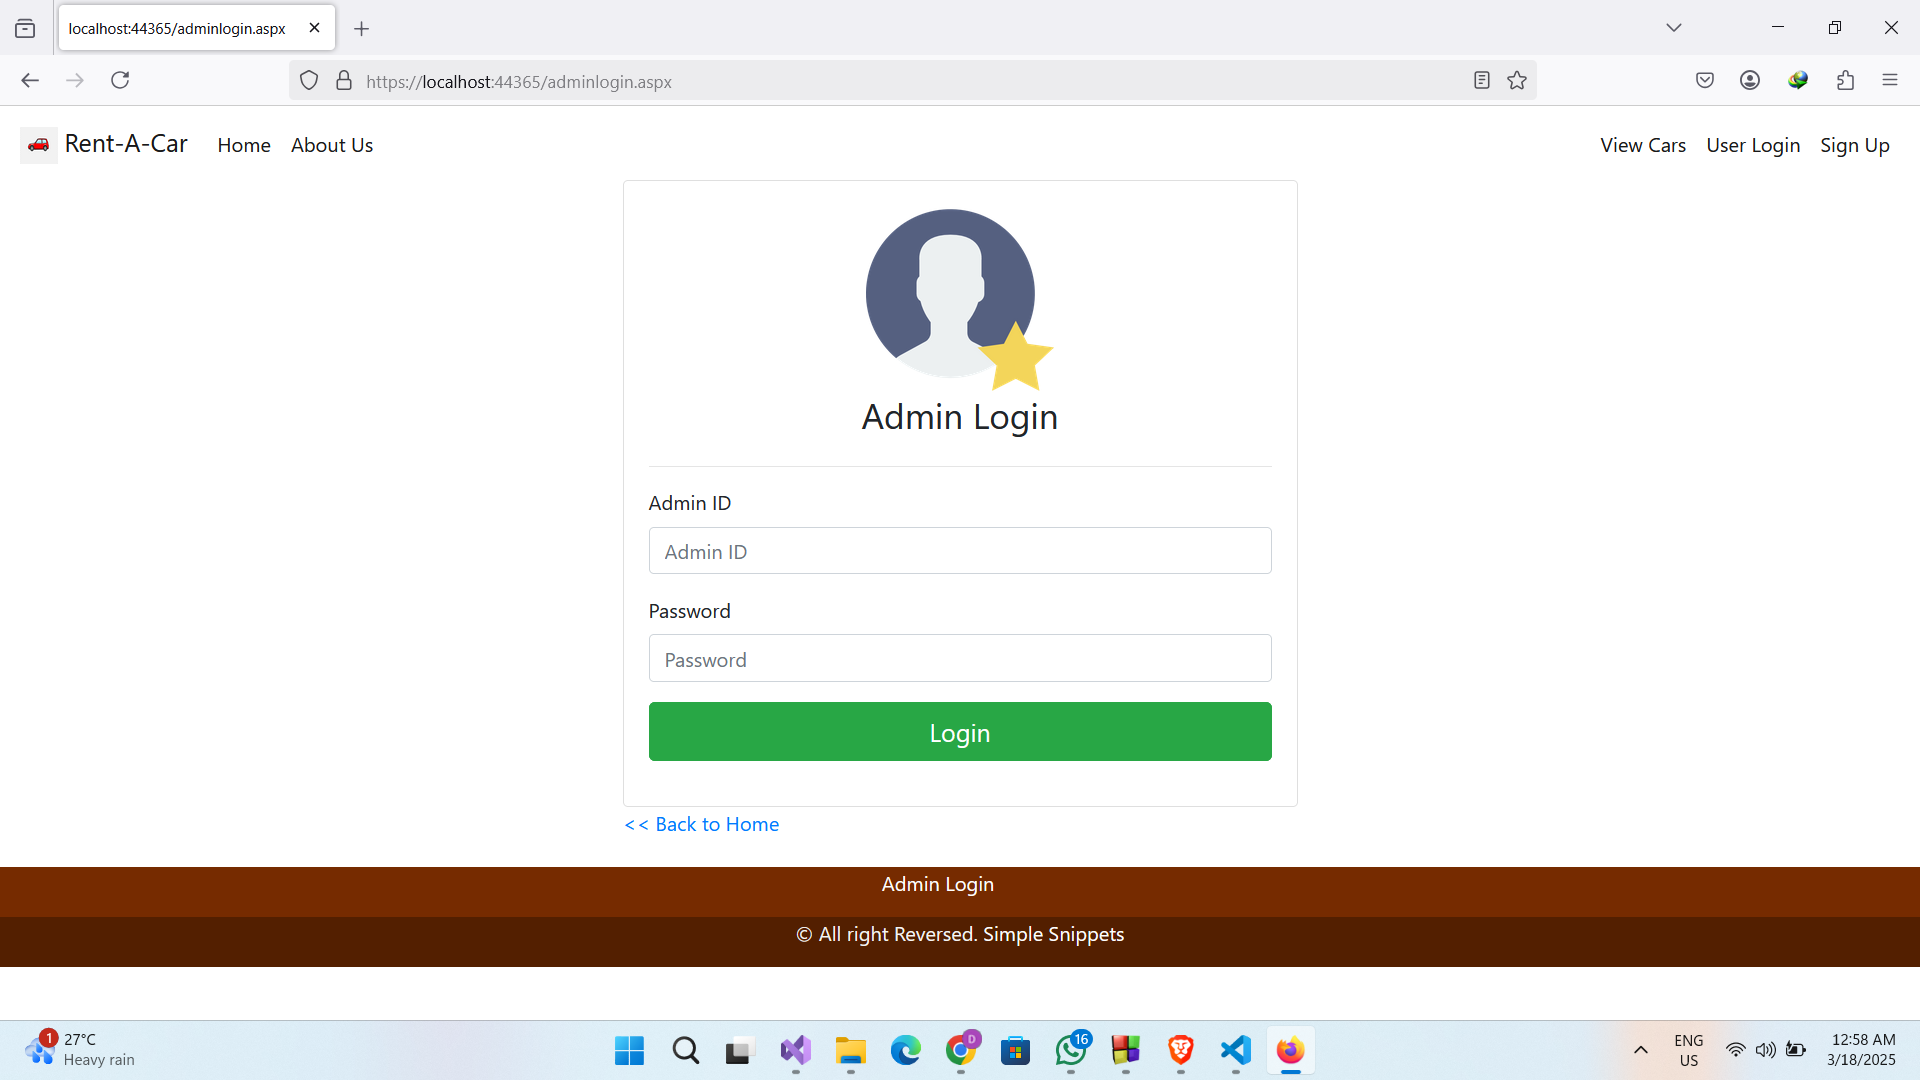 localhost:44365/adminlogin.aspx
https://localhost:44365/adminlogin.aspx
Rent-A-Car Home About Us View Cars User Login Sign Up
Admin Login
Admin ID
Admin ID
Password
Password
Login
<< Back to Home
Admin Login
© All right Reversed. Simple Snippets
1
27°C
Heavy rain
D
16
ENG
US
12:58 AM
3/18/2025